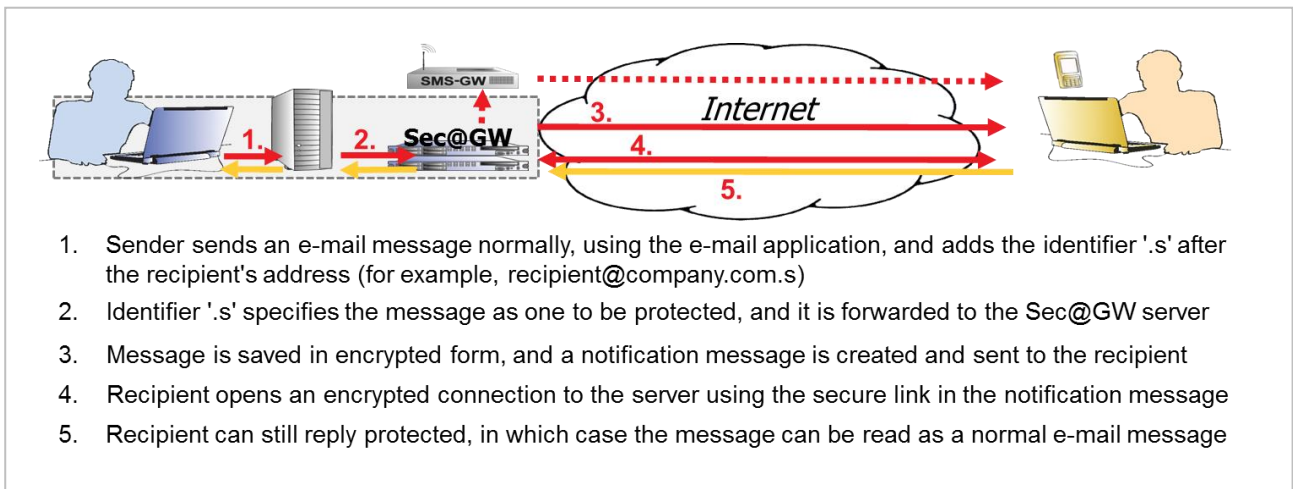 SMS-GW
Internet
3.
1.
2.
Sec@GW
4.
5.
1. Sender sends an e-mail message normally, using the e-mail application, and adds the identifier '.s' after
the recipient's address (for example, recipient@company.com.s)
2. Identifier '.s' specifies the message as one to be protected, and it is forwarded to the Sec@GW server
3. Message is saved in encrypted form, and a notification message is created and sent to the recipient
4. Recipient opens an encrypted connection to the server using the secure link in the notification message
5. Recipient can still reply protected, in which case the message can be read as a normal e-mail message